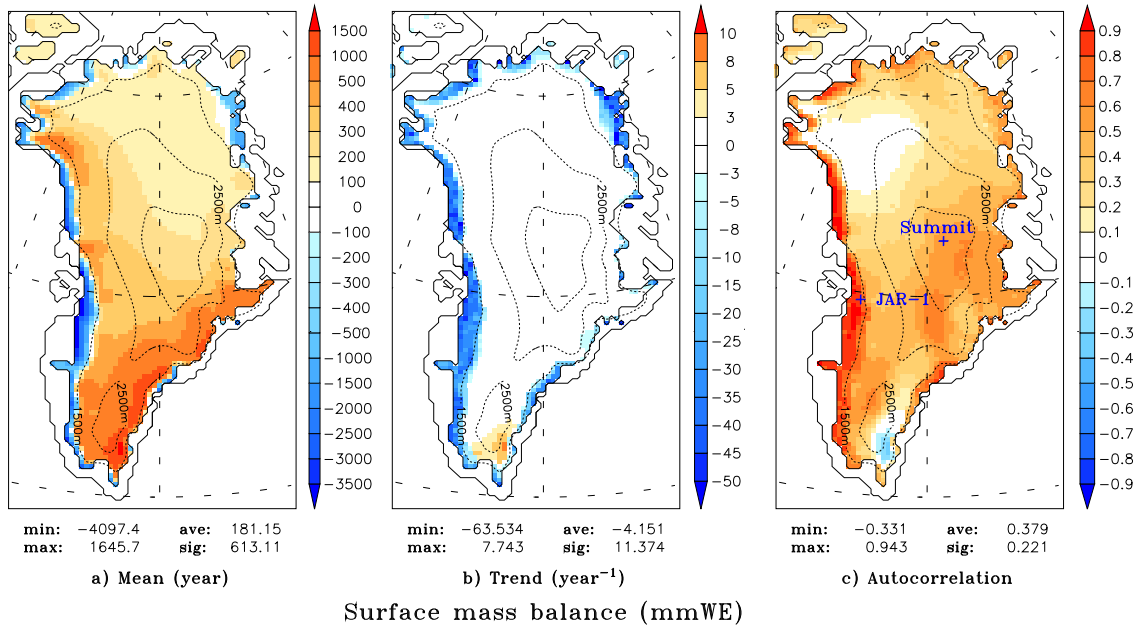 1500
1000
500
400
300
200
100
0
-100
-200
-300
-400
-500
-1000
-1500
-2000
-2500
-3000
-3500
2500m
2500m
1500m
min: -4097.4 ave: 181.15
max: 1645.7 sig: 613.11
a) Mean (year)
10
8
6
5
3
0
-3
-5
-8
-10
-15
-20
-25
-30
-35
-40
-45
-50
2500m
2500m
1500m
min: -63.534 ave: -4.151
max: 7.743 sig: 11.374
b) Trend (year⁻¹)
0.9
0.8
0.7
0.6
0.5
0.4
0.3
0.2
0.1
0
-0.1
-0.2
-0.3
-0.4
-0.5
-0.6
-0.7
-0.8
-0.9
2500m
Summit
JAR-1
2500m
1500m
min: -0.331 ave: 0.379
max: 0.943 sig: 0.221
c) Autocorrelation
Surface mass balance (mmWE)